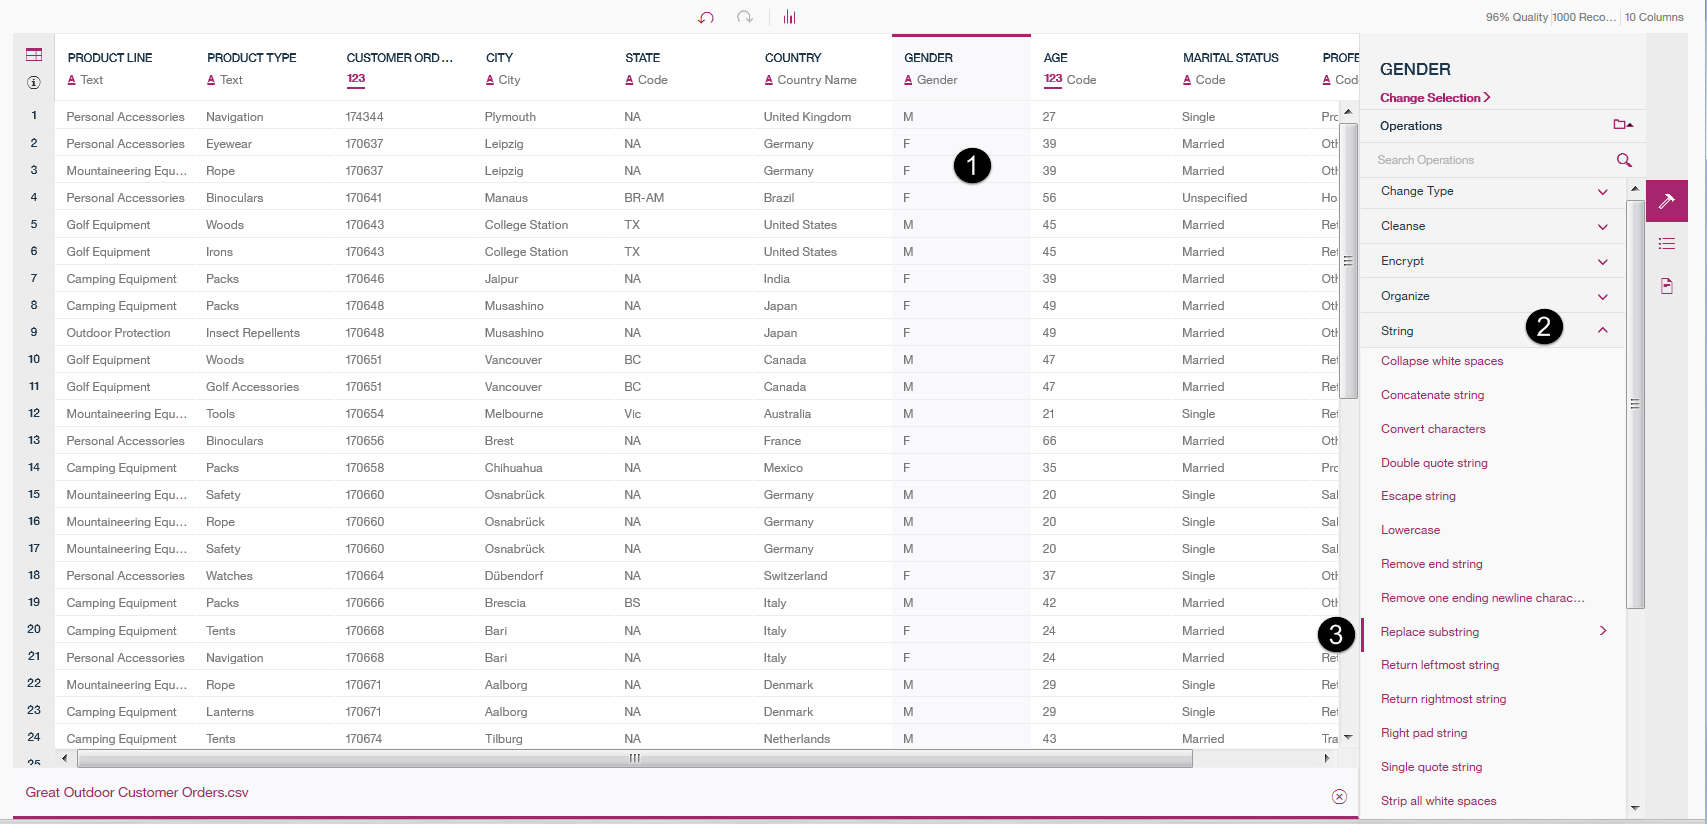 96% Quality 1000 Reco... 10 Columns
PRODUCT LINE PRODUCT TYPE CUSTOMER ORD... CITY STATE COUNTRY GENDER AGE MARITAL STATUS PROFE
A Text A Text 123 A City A Code A Country Name A Gender 123 Code A Code A Cod
1 Personal Accessories Navigation 174344 Plymouth NA United Kingdom M 27 Single Pro
2 Personal Accessories Eyewear 170637 Leipzig NA Germany F 39 Married Oth
3 Mountaineering Equ... Rope 170637 Leipzig NA Germany F 39 Married Oth
4 Personal Accessories Binoculars 170641 Manaus BR-AM Brazil F 56 Unspecified Ho
5 Golf Equipment Woods 170643 College Station TX United States M 45 Married Ret
6 Golf Equipment Irons 170643 College Station TX United States M 45 Married Ret
7 Camping Equipment Packs 170646 Jaipur NA India F 39 Married Oth
8 Camping Equipment Packs 170648 Musashino NA Japan F 49 Married Oth
9 Outdoor Protection Insect Repellents 170648 Musashino NA Japan F 49 Married Oth
10 Golf Equipment Woods 170651 Vancouver BC Canada M 47 Married Ret
11 Golf Equipment Golf Accessories 170651 Vancouver BC Canada M 47 Married Ret
12 Mountaineering Equ... Tools 170654 Melbourne Vic Australia M 21 Single Ret
13 Personal Accessories Binoculars 170656 Brest NA France F 66 Married Oth
14 Camping Equipment Packs 170658 Chihuahua NA Mexico F 35 Married Pro
15 Mountaineering Equ... Safety 170660 Osnabrück NA Germany M 20 Single Sal
16 Mountaineering Equ... Rope 170660 Osnabrück NA Germany M 20 Single Sal
17 Mountaineering Equ... Safety 170660 Osnabrück NA Germany M 20 Single Sal
18 Personal Accessories Watches 170664 Dübendorf NA Switzerland F 37 Single Oth
19 Camping Equipment Packs 170666 Brescia BS Italy M 42 Married Oth
20 Camping Equipment Tents 170668 Bari NA Italy F 24 Married
21 Personal Accessories Navigation 170668 Bari NA Italy F 24 Married Ret
22 Mountaineering Equ... Rope 170671 Aalborg NA Denmark M 29 Single Ret
23 Camping Equipment Lanterns 170671 Aalborg NA Denmark M 29 Single Ret
24 Camping Equipment Tents 170674 Tilburg NA Netherlands M 43 Married Tra
25
Great Outdoor Customer Orders.csv
1
GENDER
Change Selection
Operations
Search Operations
Change Type
Cleanse
Encrypt
Organize
String 2
Collapse white spaces
Concatenate string
Convert characters
Double quote string
Escape string
Lowercase
Remove end string
Remove one ending newline charac...
3 Replace substring
Return leftmost string
Return rightmost string
Right pad string
Single quote string
Strip all white spaces